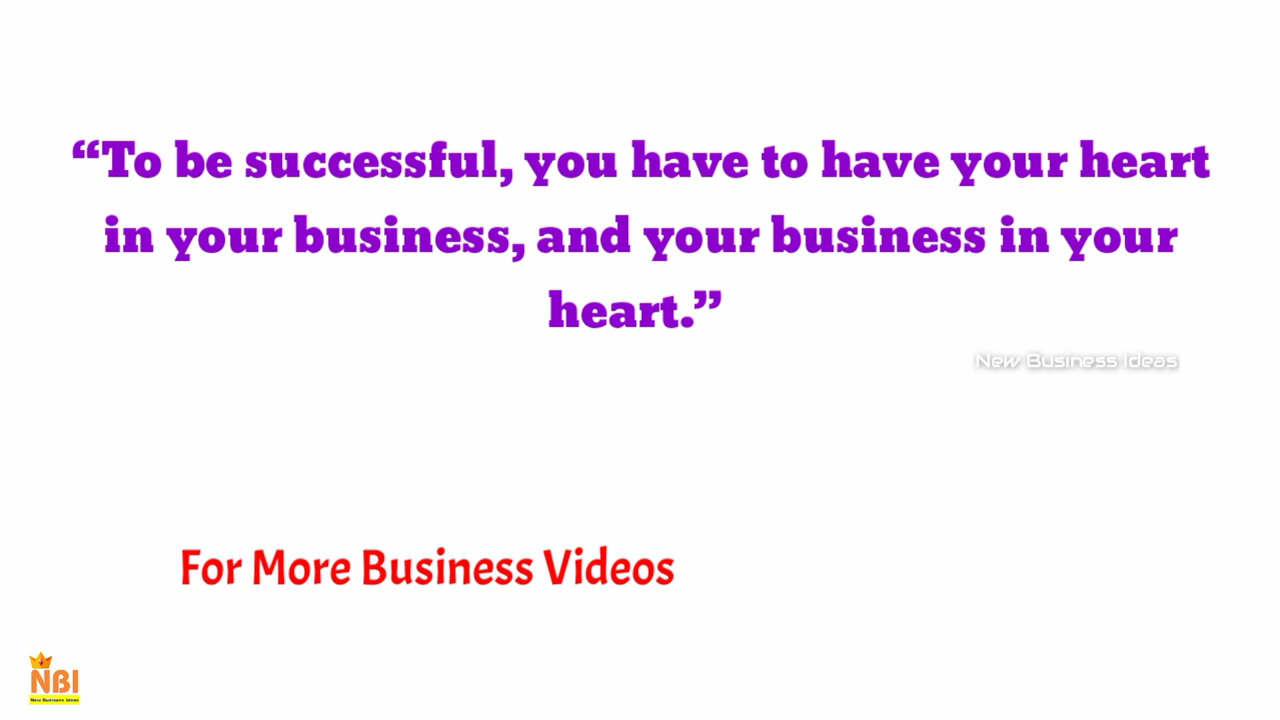 “To be successful, you have to have your heart
in your business, and your business in your
heart.”
New Business Ideas
For More Business Videos
NBI
New Business Ideas